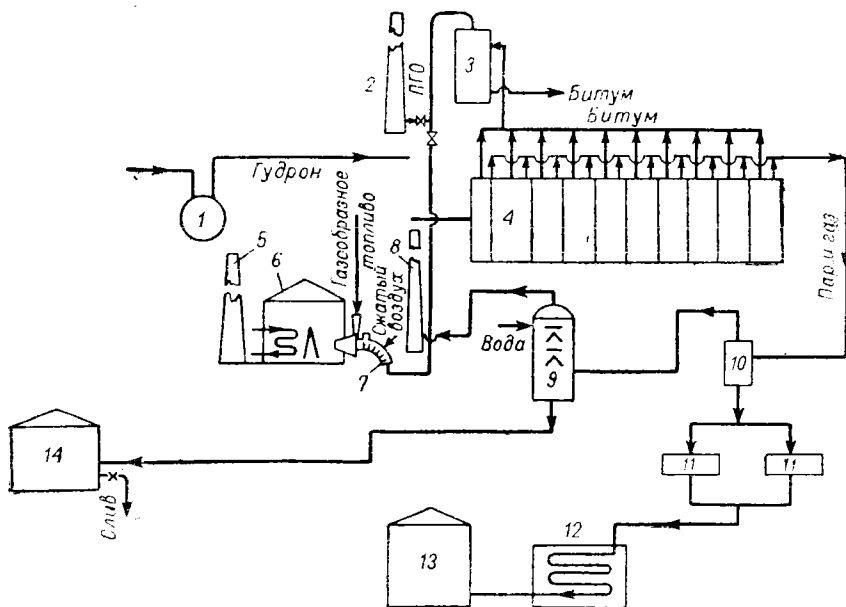 2
ПГО
3
Битум
Битум
Гудрон
1
4
Пар и газ
5
6
Газообразное
топливо
8
Сжатый
воздух
7
Вода
9
10
14
Слив
11
11
12
13